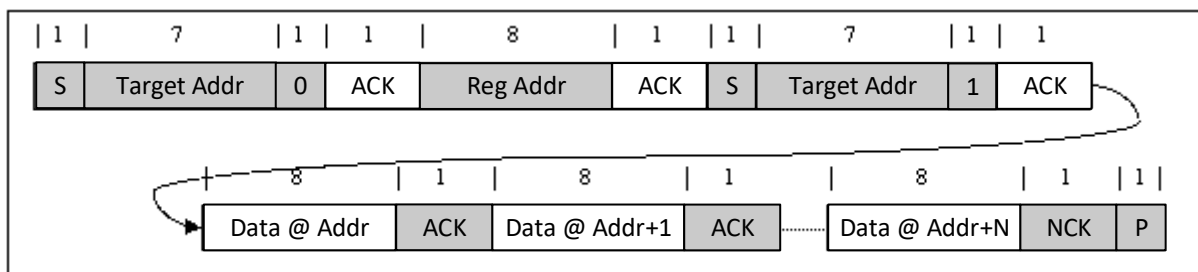 | 1 | 7 | 1 | 1 | 8 | 1 | 1 | 7 | 1 | 1
S Target Addr 0 ACK Reg Addr ACK S Target Addr 1 ACK
| 8 | 1 | 8 | 1 | 8 | 1 | 1 |
Data @ Addr ACK Data @ Addr+1 ACK Data @ Addr+N NCK P